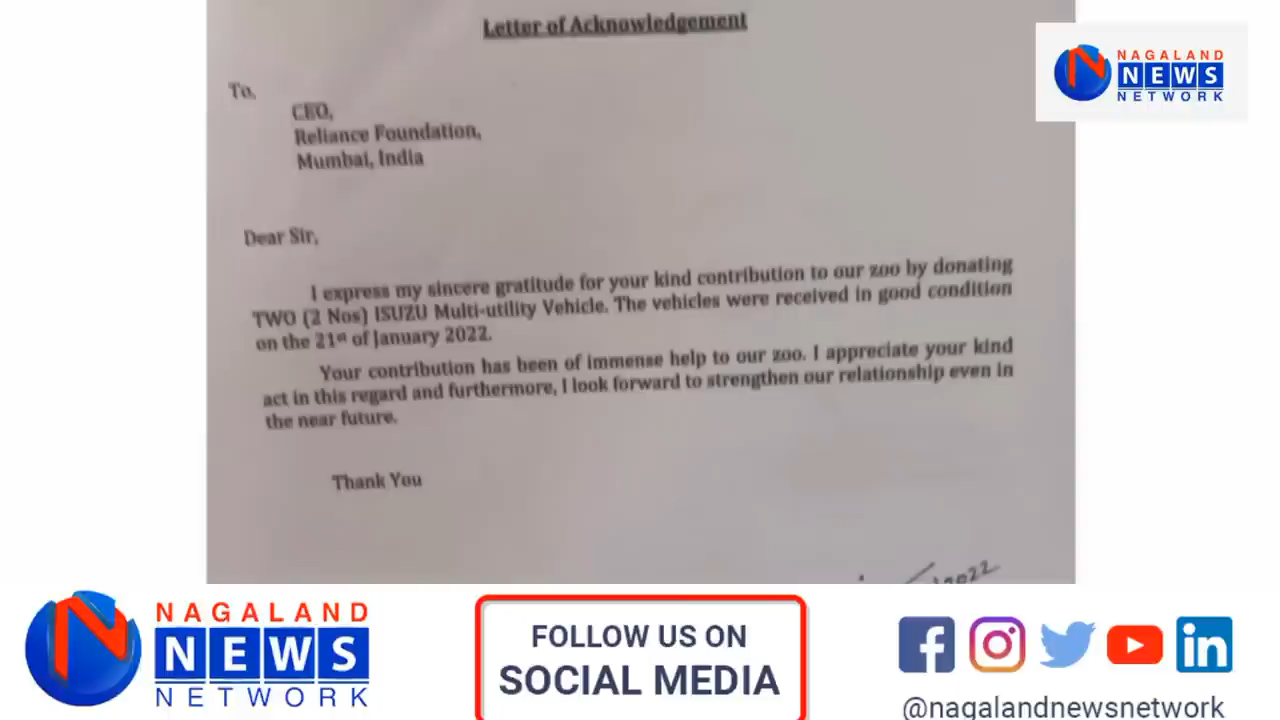 Letter of Acknowledgement
NAGALAND
NEWS
NETWORK
To,
CEO,
Reliance Foundation,
Mumbai, India
Dear Sir,
I express my sincere gratitude for your kind contribution to our zoo by donating
TWO (2 Nos) ISUZU Multi-utility Vehicle. The vehicles were received in good condition
on the 21st of January 2022.
Your contribution has been of immense help to our zoo. I appreciate your kind
act in this regard and furthermore, I look forward to strengthen our relationship even in
the near future.
Thank You
2022
NAGALAND
NEWS
NETWORK
FOLLOW US ON
SOCIAL MEDIA
@nagalandnewsnetwork